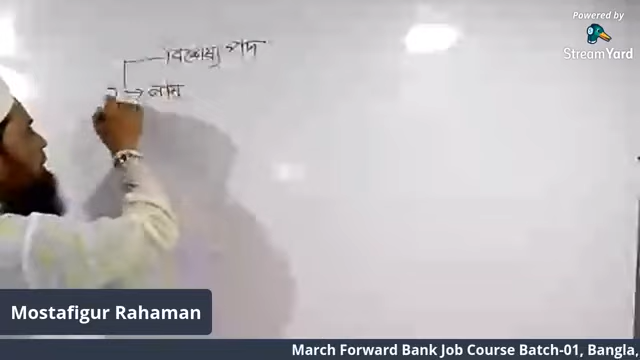 Powered by
StreamYard
বিশেষ্য পদ
→ নাম
Mostafigur Rahaman
March Forward Bank Job Course Batch-01, Bangla,